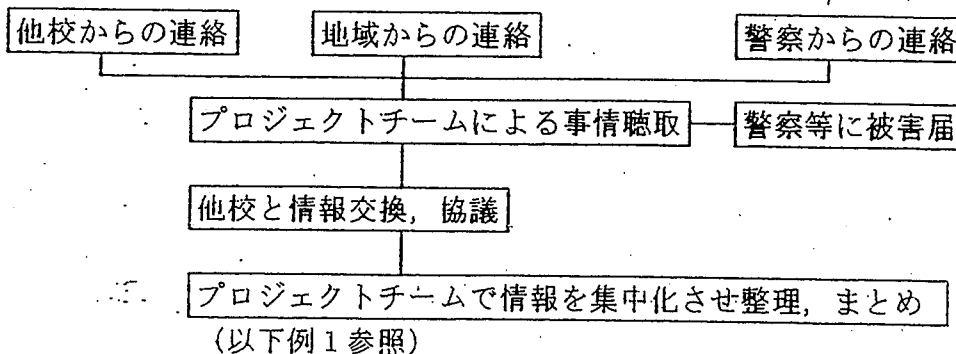 他校からの連絡
地域からの連絡
警察からの連絡
プロジェクトチームによる事情聴取
警察等に被害届
他校と情報交換，協議
プロジェクトチームで情報を集中化させ整理，まとめ
（以下例１参照）